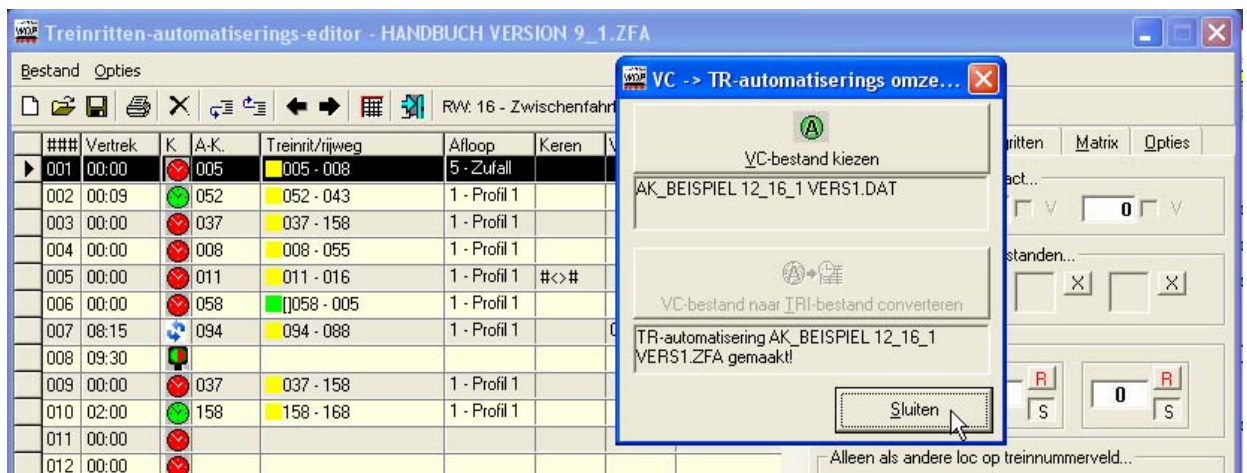 Treinritten-automatiserings-editor - HANDBUCH VERSION 9_1.ZFA
Bestand Opties
RW: 16 - Zwischenfahrt
### Vertrek K A-K. Treinrit/rijweg Afloop Keren
001 00:00 005 005 - 008 5 - Zufall
002 00:09 052 052 - 043 1 - Profil 1
003 00:00 037 037 - 158 1 - Profil 1
004 00:00 008 008 - 055 1 - Profil 1
005 00:00 011 011 - 016 1 - Profil 1 #<>#
006 00:00 058 []058 - 005 1 - Profil 1
007 08:15 094 094 - 088 1 - Profil 1
008 09:30
009 00:00 037 037 - 158 1 - Profil 1
010 02:00 158 158 - 168 1 - Profil 1
011 00:00
012 00:00
VC -> TR-automatiserings omze...
VC-bestand kiezen
AK_BEISPIEL 12_16_1 VERS1.DAT
VC-bestand naar TRI-bestand converteren
TR-automatisering AK_BEISPIEL 12_16_1
VERS1.ZFA gemaakt!
Sluiten
Matrix Opties
V 0 V
X X
R 0 R
S S
Alleen als andere loc op treinnummerveld...